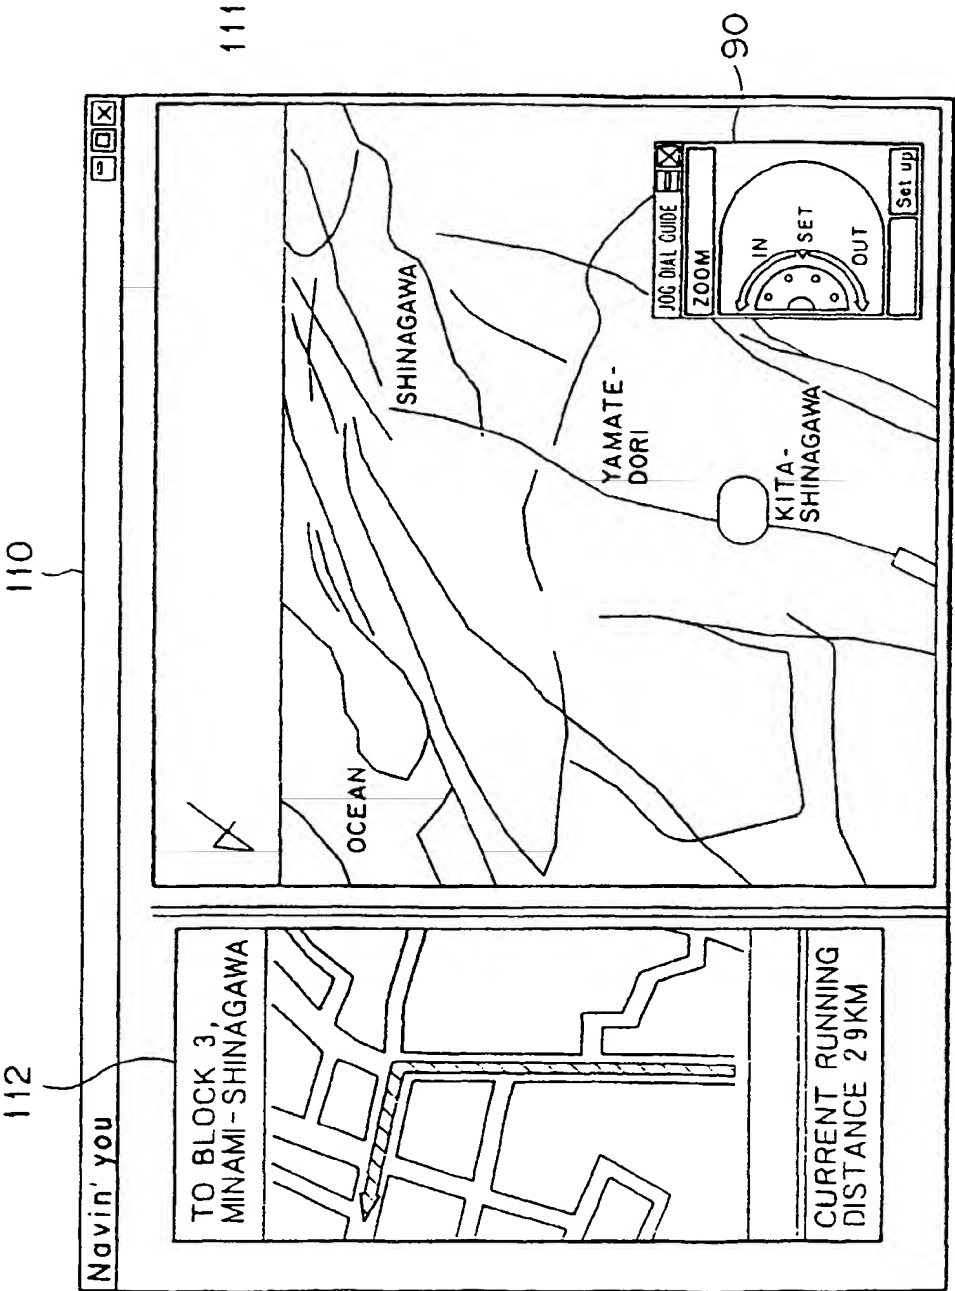 110
111
112
90
Navin' you
TO BLOCK 3,
MINAMI-SHINAGAWA
CURRENT RUNNING
DISTANCE 29KM
OCEAN
SHINAGAWA
YAMATE-
DORI
KITA-
SHINAGAWA
JOG DIAL GUIDE
ZOOM
IN
SET
OUT
Set up